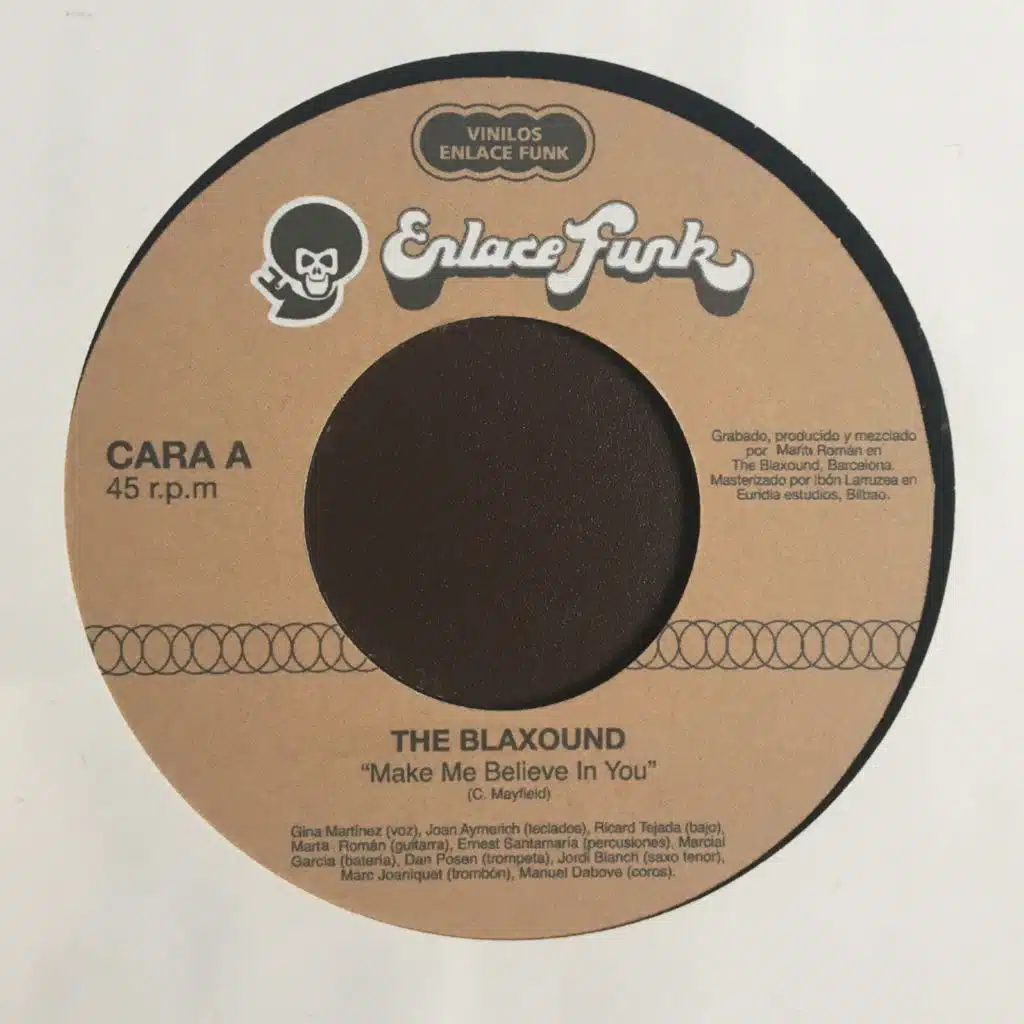 VINILOS
ENLACE FUNK
Enlace Funk
CARA A
45 r.p.m
Grabado, producido y mezclado
por Martín Román en
The Blaxound, Barcelona.
Masterizado por Ibón Larruzea en
Euridia estudios, Bilbao.
THE BLAXOUND
“Make Me Believe In You”
(C. Mayfield)
Gina Martínez (voz), Joan Aymerich (teclados), Ricard Tejada (bajo),
Román (guitarra), Ernest Santamaria (percusiones), Marcial
García (batería), Dan Posen (trompeta), Jordi Blanch (saxo tenor),
Marc Joaniquet (trombón), Manuel Dabove (coros).